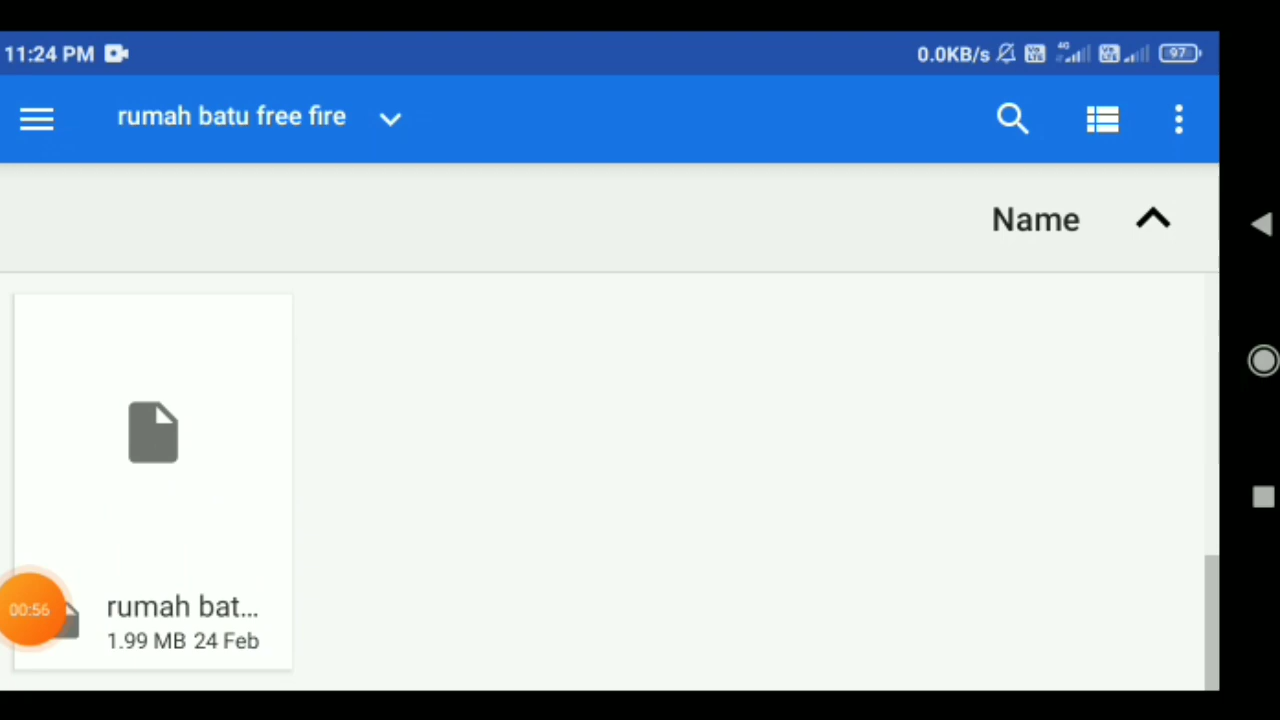 11:24 PM
0.0KB/s
4G
97
rumah batu free fire
Name
rumah bat...
1.99 MB 24 Feb
00:56